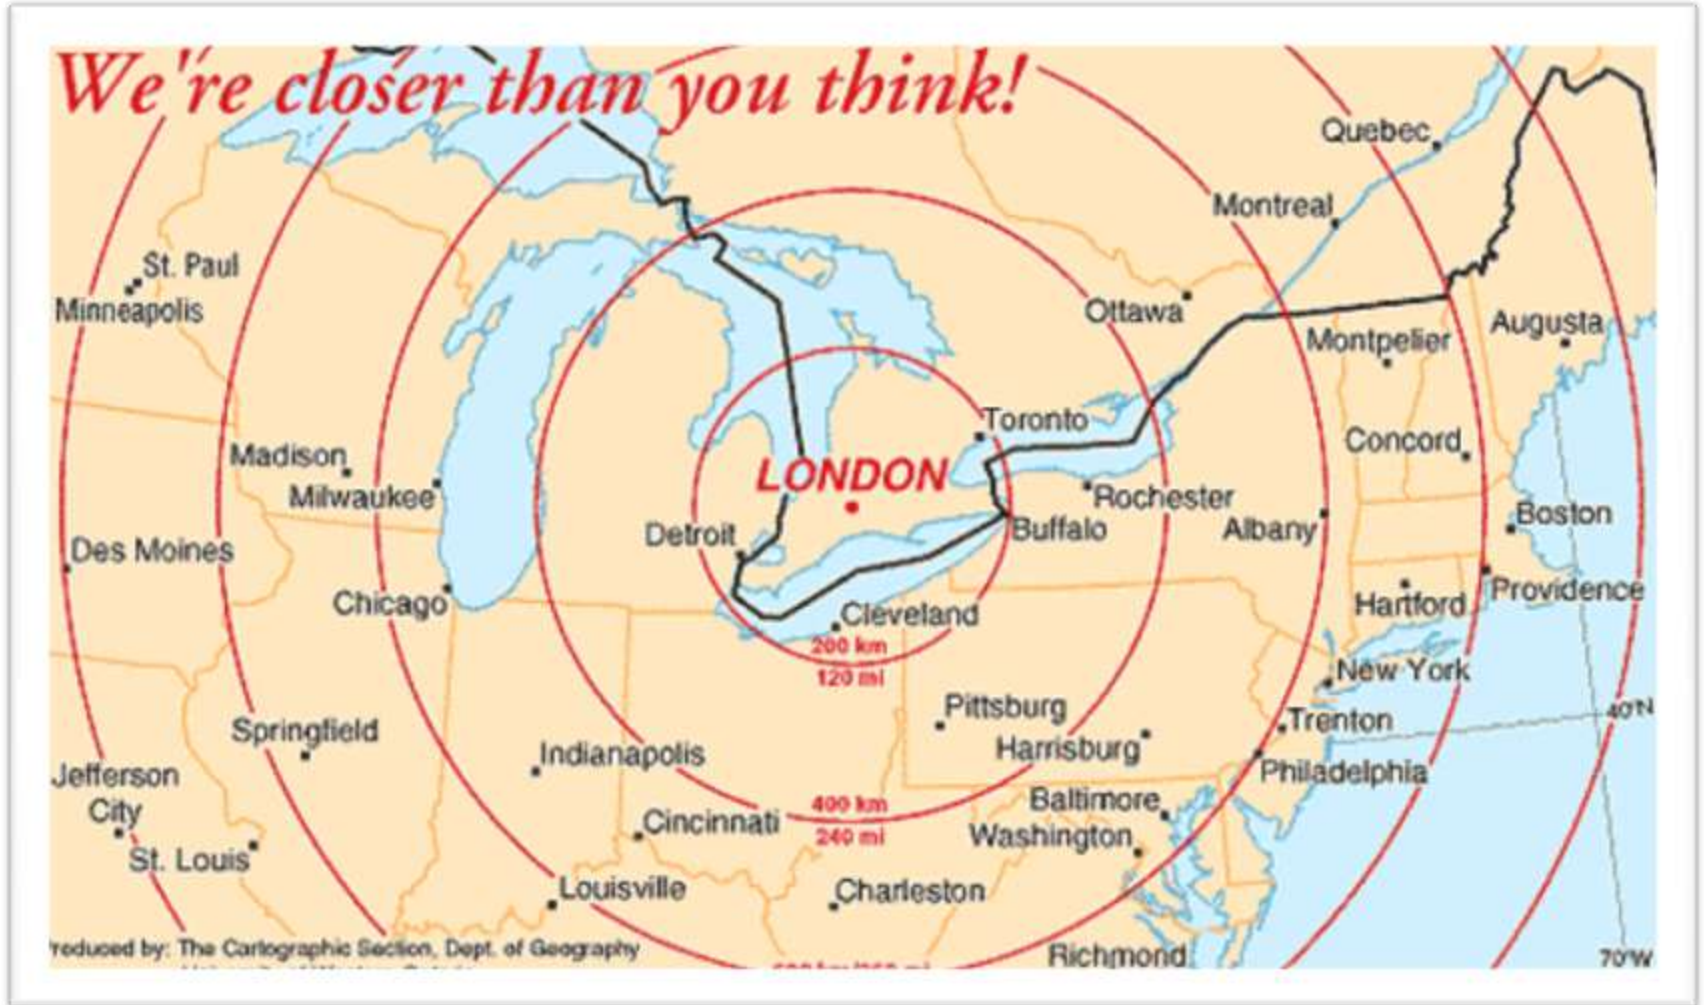 We're closer than you think!
Quebec
Montreal
St. Paul
Minneapolis
Ottawa
Montpelier
Augusta
Toronto
Madison
Concord
LONDON
Milwaukee
Rochester
Detroit
Buffalo
Albany
Boston
Des Moines
Chicago
Cleveland
Hartford
Providence
200 km
120 mi
New York
Pittsburg
Trenton
40°N
Springfield
Harrisburg
Indianapolis
Jefferson
City
Philadelphia
Baltimore
400 km
240 mi
Cincinnati
Washington
St. Louis
Louisville
Charleston
Produced by: The Cartographic Section, Dept. of Geography
Richmond
70°W